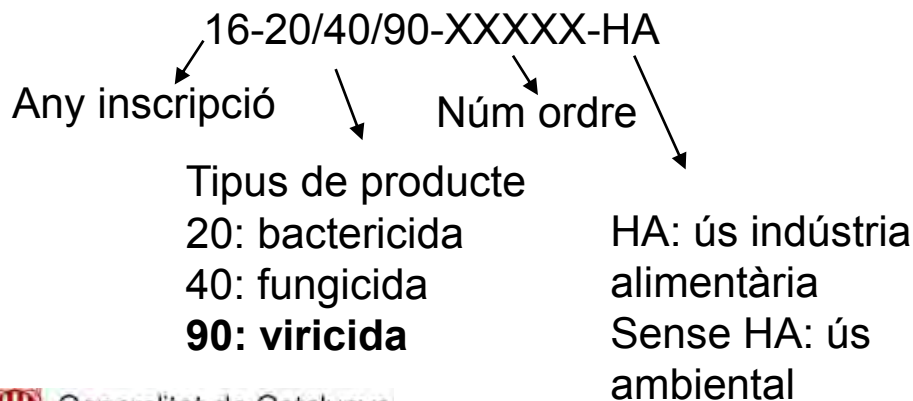 16-20/40/90-XXXXX-HA
Any inscripció
Núm ordre
Tipus de producte
20: bactericida
40: fungicida
90: viricida
HA: ús indústria
alimentària
Sense HA: ús
ambiental